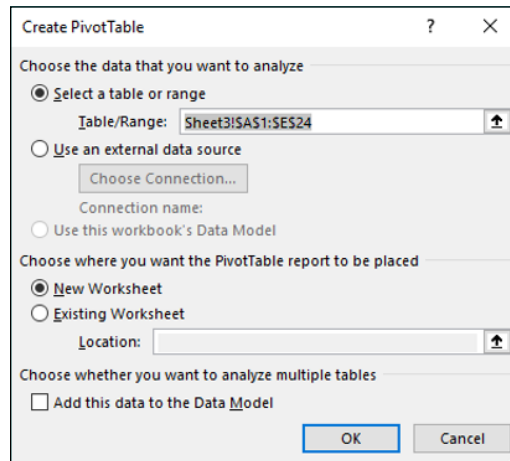 Create PivotTable ? ×
Choose the data that you want to analyze
Select a table or range
Table/Range: Sheet3!$A$1:$E$24
Use an external data source
Choose Connection...
Connection name:
Use this workbook's Data Model
Choose where you want the PivotTable report to be placed
New Worksheet
Existing Worksheet
Location:
Choose whether you want to analyze multiple tables
Add this data to the Data Model
OK Cancel